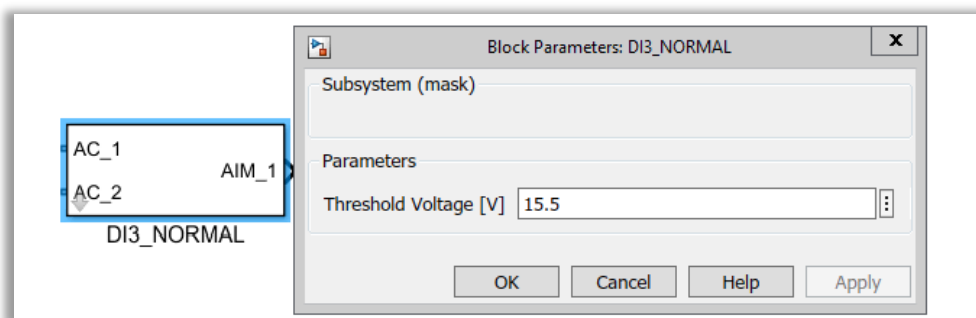 Block Parameters: DI3_NORMAL
X
Subsystem (mask)
AC_1
AIM_1
AC_2
DI3_NORMAL
Parameters
Threshold Voltage [V] 15.5
OK Cancel Help Apply